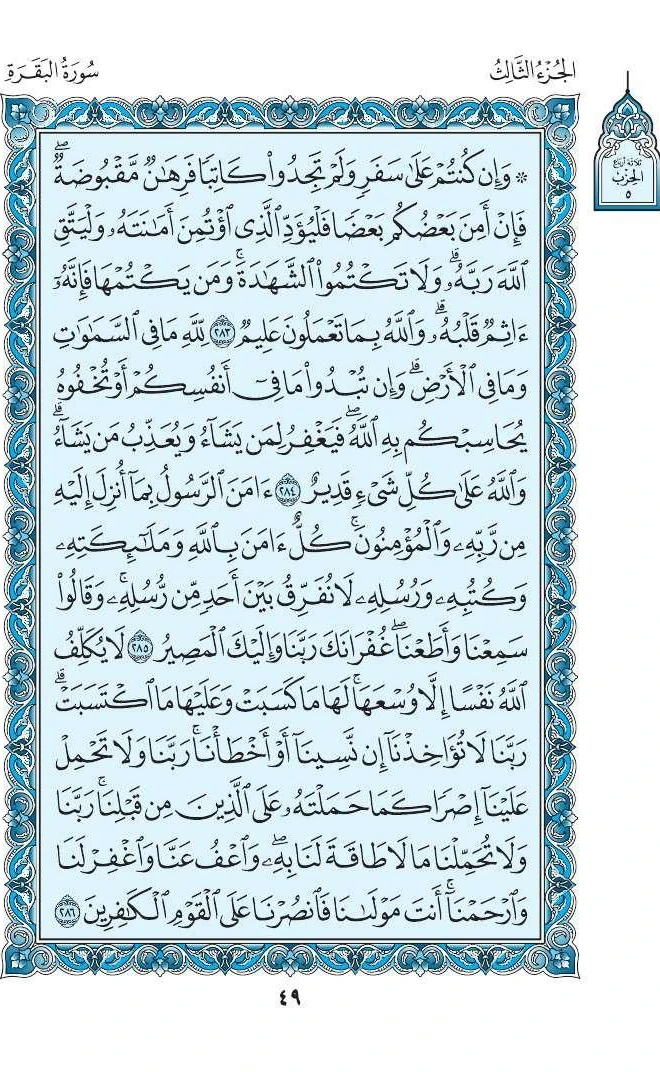 الجُزْءُ الثَّالِثُ
سُورَةُ البَقَرَةِ
ثلاثة أرباع
الحزب
٥
۞ وَإِن كُنتُمْ عَلَىٰ سَفَرٍ وَلَمْ تَجِدُوا۟ كَاتِبًا فَرِهَٰنٌ مَّقْبُوضَةٌ ۖ
فَإِنْ أَمِنَ بَعْضُكُم بَعْضًا فَلْيُؤَدِّ ٱلَّذِى ٱؤْتُمِنَ أَمَٰنَتَهُۥ وَلْيَتَّقِ
ٱللَّهَ رَبَّهُۥ ۗ وَلَا تَكْتُمُوا۟ ٱلشَّهَٰدَةَ ۚ وَمَن يَكْتُمْهَا فَإِنَّهُۥٓ
ءَاثِمٌ قَلْبُهُۥ ۗ وَٱللَّهُ بِمَا تَعْمَلُونَ عَلِيمٌ ٢٨٣ لِّلَّهِ مَا فِى ٱلسَّمَٰوَٰتِ
وَمَا فِى ٱلْأَرْضِ ۗ وَإِن تُبْدُوا۟ مَا فِىٓ أَنفُسِكُمْ أَوْ تُخْفُوهُ
يُحَاسِبْكُم بِهِ ٱللَّهُ ۖ فَيَغْفِرُ لِمَن يَشَآءُ وَيُعَذِّبُ مَن يَشَآءُ ۗ
وَٱللَّهُ عَلَىٰ كُلِّ شَىْءٍ قَدِيرٌ ٢٨٤ ءَامَنَ ٱلرَّسُولُ بِمَآ أُنزِلَ إِلَيْهِ
مِن رَّبِّهِۦ وَٱلْمُؤْمِنُونَ ۚ كُلٌّ ءَامَنَ بِٱللَّهِ وَمَلَٰٓئِكَتِهِۦ
وَكُتُبِهِۦ وَرُسُلِهِۦ لَا نُفَرِّقُ بَيْنَ أَحَدٍ مِّن رُّسُلِهِۦ ۚ وَقَالُوا۟
سَمِعْنَا وَأَطَعْنَا ۖ غُفْرَانَكَ رَبَّنَا وَإِلَيْكَ ٱلْمَصِيرُ ٢٨٥ لَا يُكَلِّفُ
ٱللَّهُ نَفْسًا إِلَّا وُسْعَهَا ۚ لَهَا مَا كَسَبَتْ وَعَلَيْهَا مَا ٱكْتَسَبَتْ ۗ
رَبَّنَا لَا تُؤَاخِذْنَآ إِن نَّسِينَآ أَوْ أَخْطَأْنَا ۚ رَبَّنَا وَلَا تَحْمِلْ
عَلَيْنَآ إِصْرًا كَمَا حَمَلْتَهُۥ عَلَى ٱلَّذِينَ مِن قَبْلِنَا ۚ رَبَّنَا
وَلَا تُحَمِّلْنَا مَا لَا طَاقَةَ لَنَا بِهِۦ ۖ وَٱعْفُ عَنَّا وَٱغْفِرْ لَنَا
وَٱرْحَمْنَآ ۚ أَنتَ مَوْلَىٰنَا فَٱنصُرْنَا عَلَى ٱلْقَوْمِ ٱلْكَٰفِرِينَ ٢٨٦
٤٩